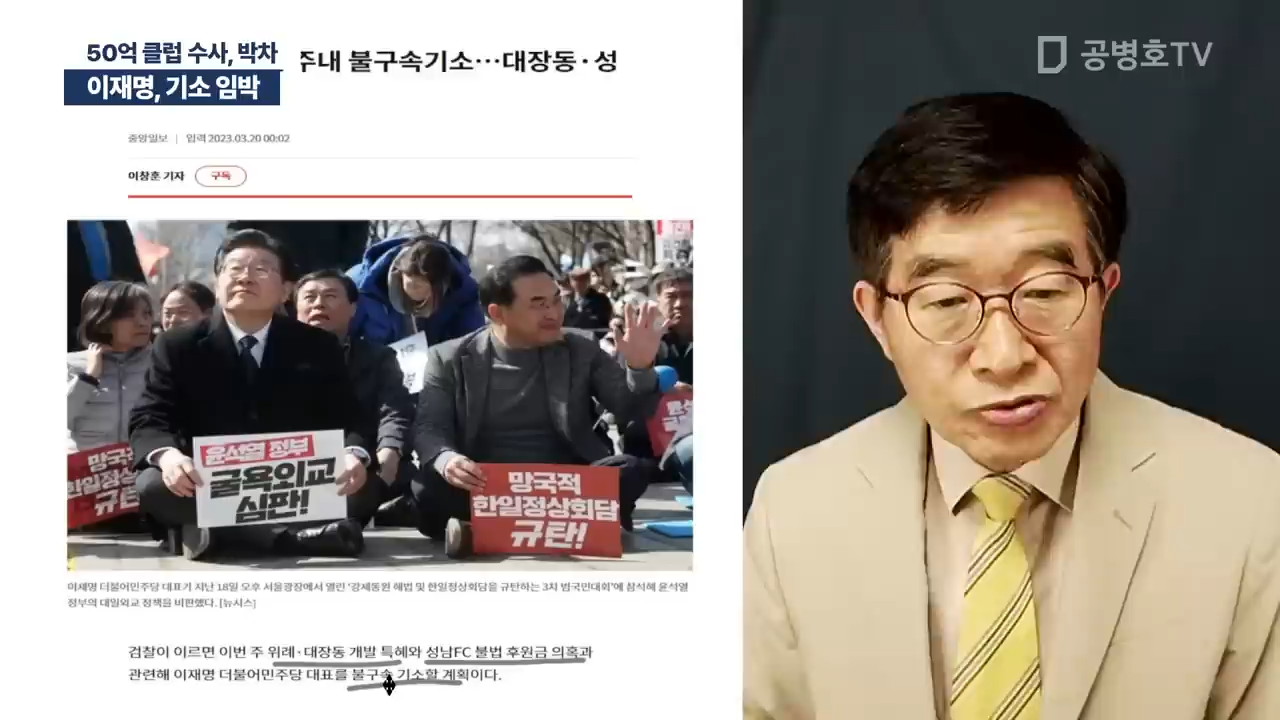 50억 클럽 수사, 박차
이재명, 기소 임박
주내 불구속기소…대장동·성
공병호TV
중앙일보 | 입력 2023.03.20 00:02
이창훈 기자 구독
윤석열 정부
굴욕외교
심판!
망국적
한일정상회담
규탄!
망국
한일정상
규탄
이재명 더불어민주당 대표가 지난 18일 오후 서울광장에서 열린 '강제동원 해법 및 한일정상회담을 규탄하는 3차 범국민대회'에 참석해 윤석열
정부의 대일외교 정책을 비판했다. [뉴시스]
검찰이 이르면 이번 주 위례·대장동 개발 특혜와 성남FC 불법 후원금 의혹과
관련해 이재명 더불어민주당 대표를 불구속 기소할 계획이다.